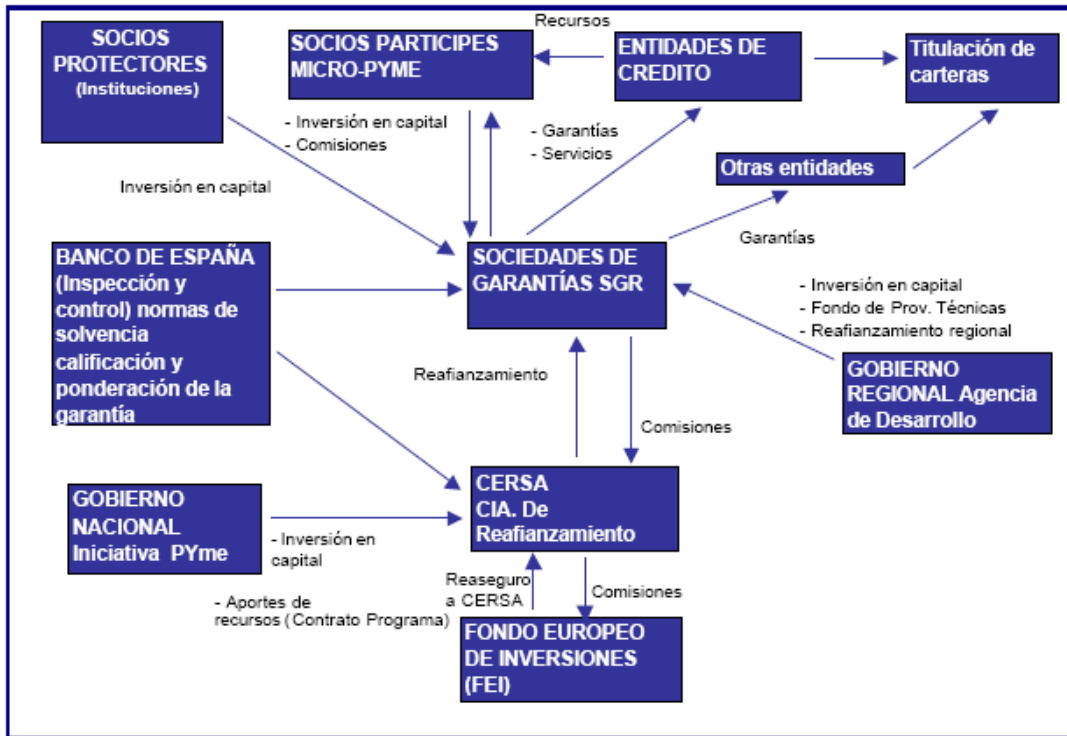 Recursos
SOCIOS
PROTECTORES
(Instituciones)
SOCIOS PARTICIPES
MICRO-PYME
ENTIDADES DE
CREDITO
Titulación de
carteras
- Inversión en capital
- Comisiones
- Garantías
- Servicios
Inversión en capital
Otras entidades
Garantías
BANCO DE ESPAÑA
(Inspección y
control) normas de
solvencia
calificación y
ponderación de la
garantía
SOCIEDADES DE
GARANTÍAS SGR
- Inversión en capital
- Fondo de Prov. Técnicas
- Reafianzamiento regional
GOBIERNO
REGIONAL Agencia
de Desarrollo
Reafianzamiento
Comisiones
GOBIERNO
NACIONAL
Iniciativa PYme
CERSA
CIA. De
Reafianzamiento
- Inversión en
capital
- Aportes de
recursos (Contrato Programa)
Reaseguro
a CERSA
Comisiones
FONDO EUROPEO
DE INVERSIONES
(FEI)